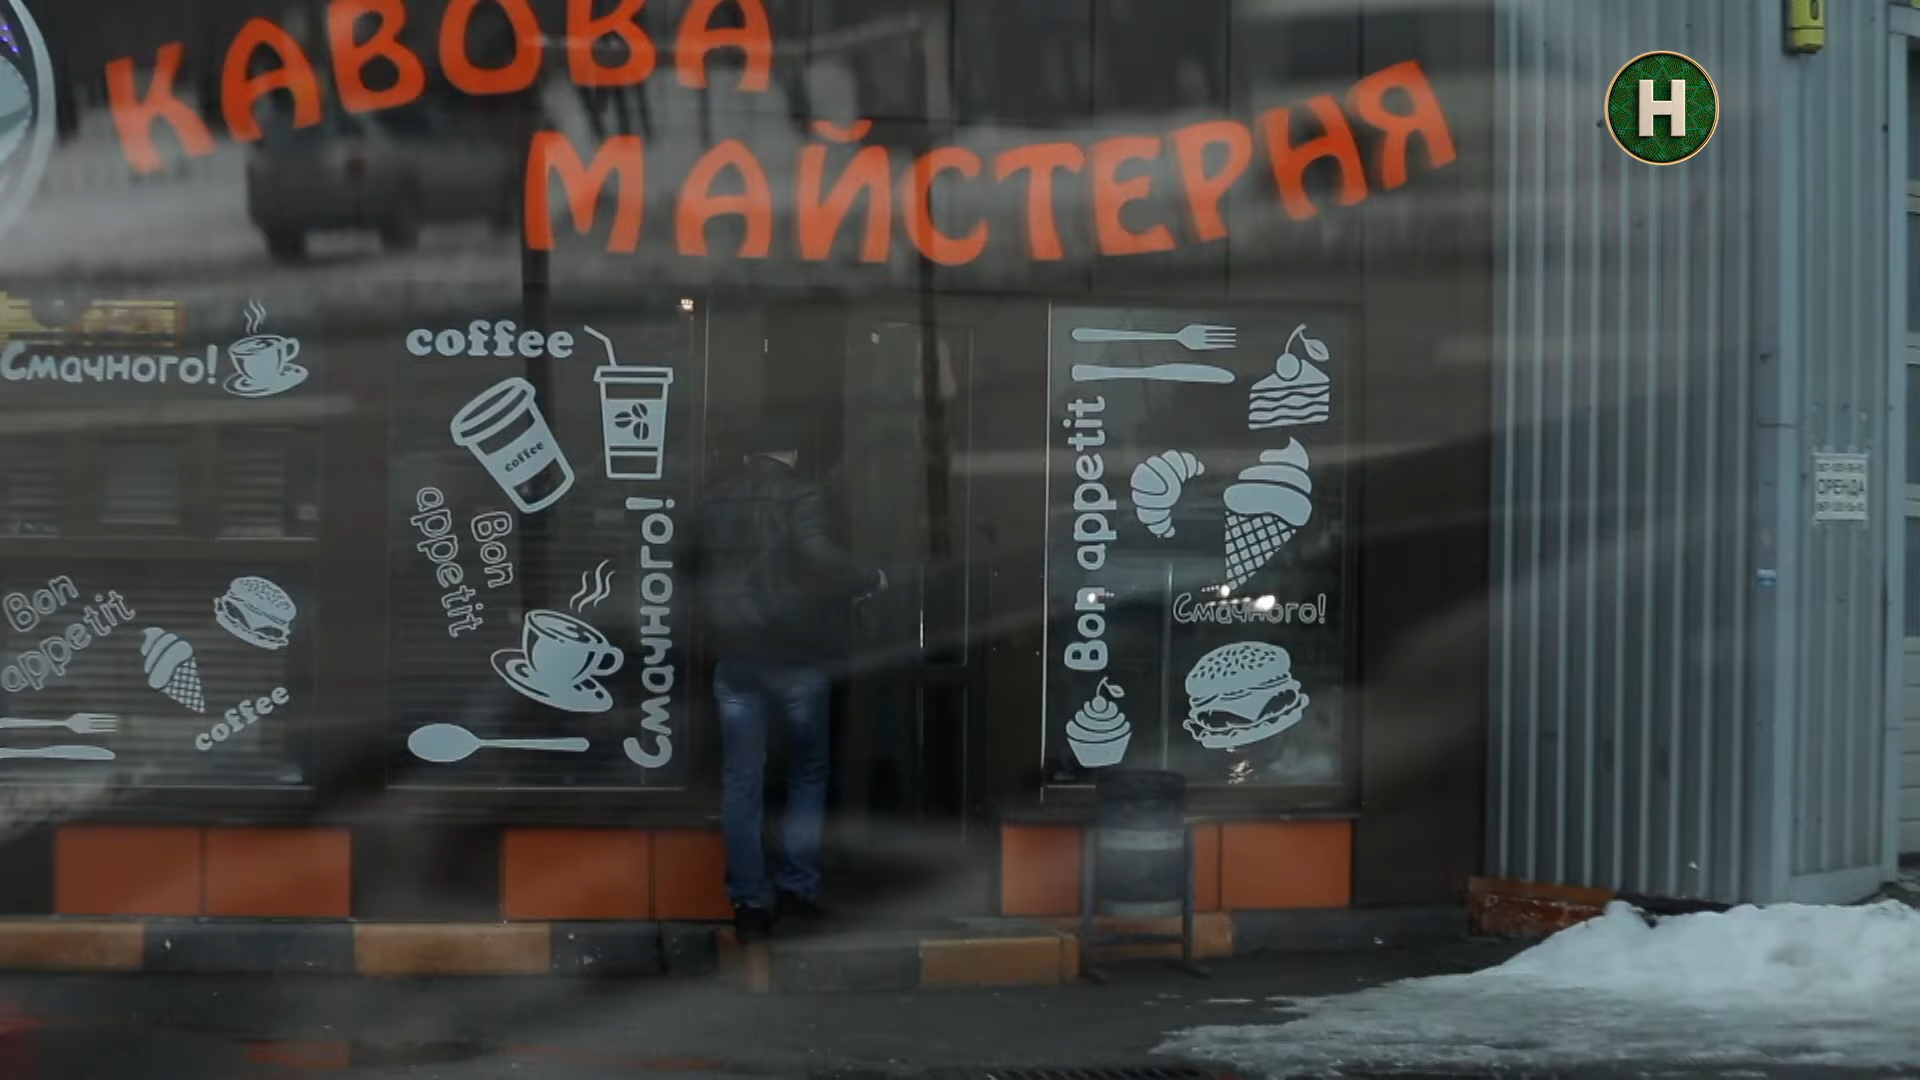 КАВОВА
МАЙСТЕРНЯ
Н
Смачного!
coffee
coffee
Bon
appetit
Смачного!
Bon appetit
Смачного!
Bon
appetit
coffee
ОРЕНДА